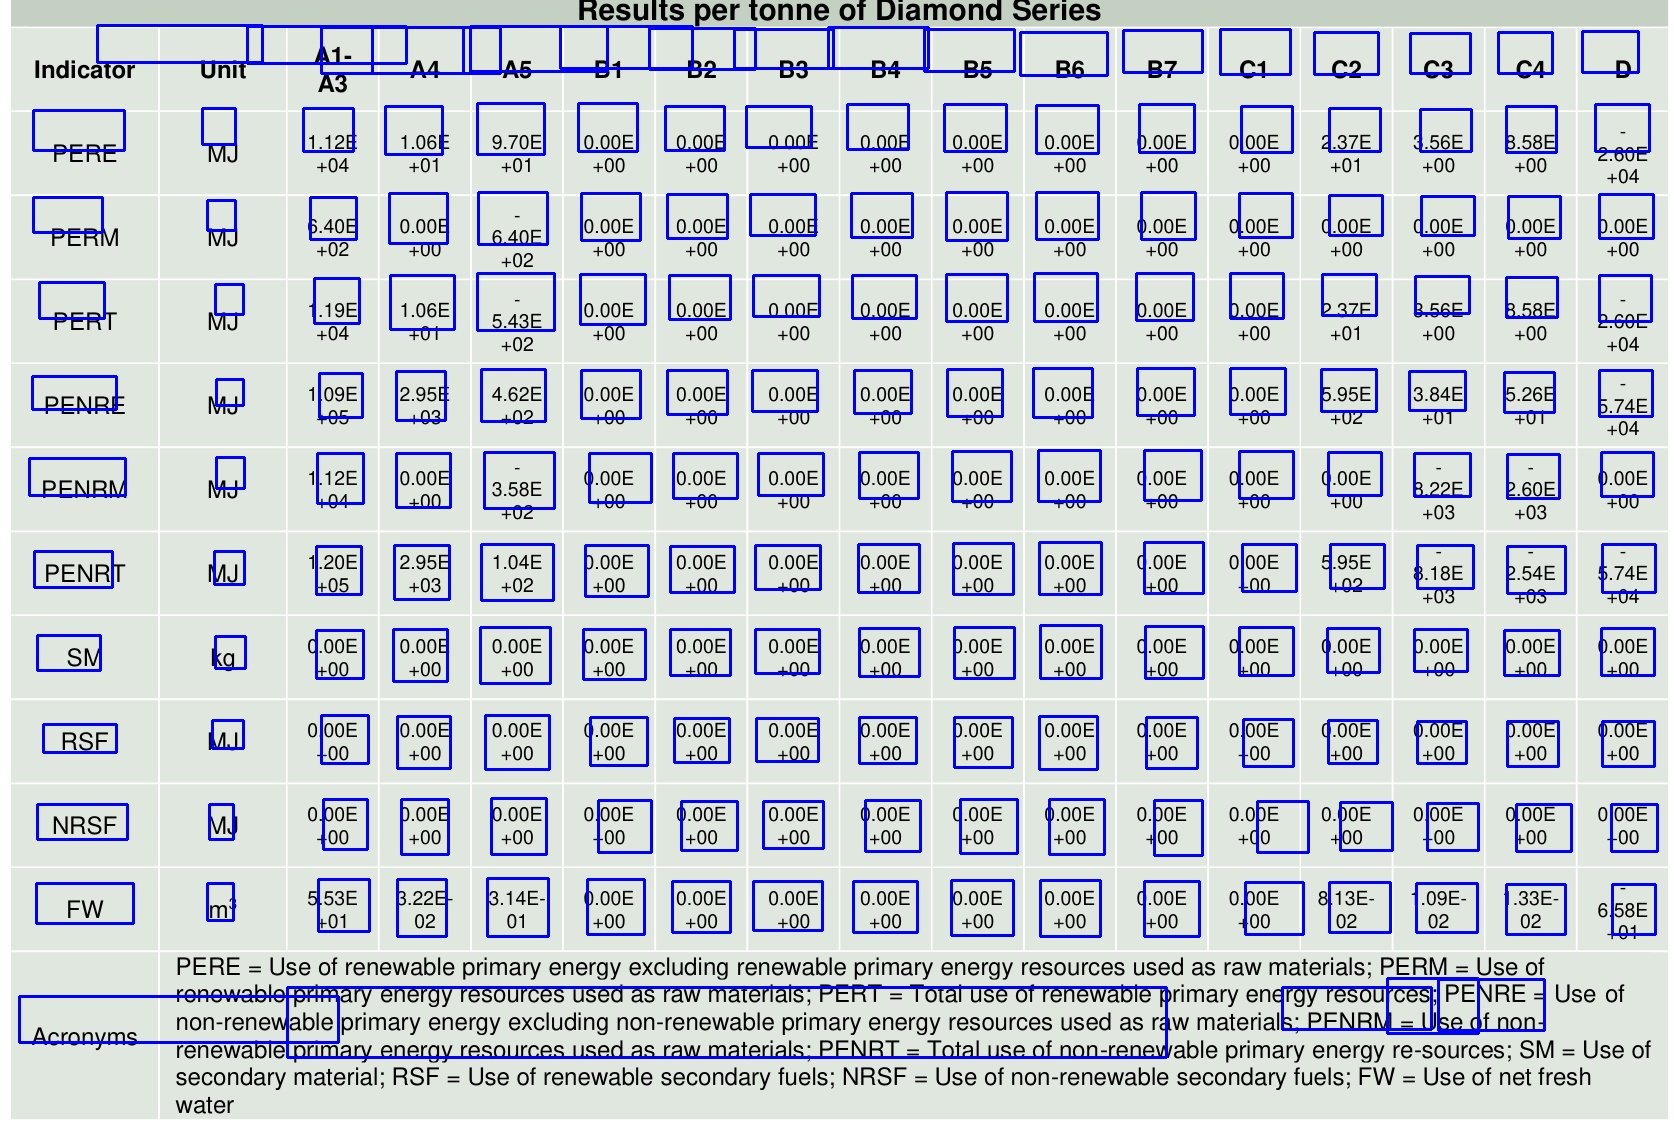 Results per tonne of Diamond Series
Indicator Unit A1-A3 A4 A5 B1 B2 B3 B4 B5 B6 B7 C1 C2 C3 C4 D
PERE MJ 1.12E+04 1.06E+01 9.70E+01 0.00E+00 0.00E+00 0.00E+00 0.00E+00 0.00E+00 0.00E+00 0.00E+00 0.00E+00 2.37E+01 3.56E+00 8.58E+00 -2.60E+04
PERM MJ 6.40E+02 0.00E+00 -6.40E+02 0.00E+00 0.00E+00 0.00E+00 0.00E+00 0.00E+00 0.00E+00 0.00E+00 0.00E+00 0.00E+00 0.00E+00 0.00E+00 0.00E+00
PERT MJ 1.19E+04 1.06E+01 -5.43E+02 0.00E+00 0.00E+00 0.00E+00 0.00E+00 0.00E+00 0.00E+00 0.00E+00 0.00E+00 2.37E+01 3.56E+00 8.58E+00 -2.60E+04
PENRE MJ 1.09E+05 2.95E+03 4.62E+02 0.00E+00 0.00E+00 0.00E+00 0.00E+00 0.00E+00 0.00E+00 0.00E+00 0.00E+00 5.95E+02 3.84E+01 5.26E+01 -5.74E+04
PENRM MJ 1.12E+04 0.00E+00 -3.58E+02 0.00E+00 0.00E+00 0.00E+00 0.00E+00 0.00E+00 0.00E+00 0.00E+00 0.00E+00 0.00E+00 -8.22E+03 -2.60E+03 0.00E+00
PENRT MJ 1.20E+05 2.95E+03 1.04E+02 0.00E+00 0.00E+00 0.00E+00 0.00E+00 0.00E+00 0.00E+00 0.00E+00 0.00E+00 5.95E+02 -8.18E+03 -2.54E+03 -5.74E+04
SM kg 0.00E+00 0.00E+00 0.00E+00 0.00E+00 0.00E+00 0.00E+00 0.00E+00 0.00E+00 0.00E+00 0.00E+00 0.00E+00 0.00E+00 0.00E+00 0.00E+00 0.00E+00
RSF MJ 0.00E+00 0.00E+00 0.00E+00 0.00E+00 0.00E+00 0.00E+00 0.00E+00 0.00E+00 0.00E+00 0.00E+00 0.00E+00 0.00E+00 0.00E+00 0.00E+00 0.00E+00
NRSF MJ 0.00E+00 0.00E+00 0.00E+00 0.00E+00 0.00E+00 0.00E+00 0.00E+00 0.00E+00 0.00E+00 0.00E+00 0.00E+00 0.00E+00 0.00E+00 0.00E+00 0.00E+00
FW m³ 5.53E+01 3.22E-02 3.14E-01 0.00E+00 0.00E+00 0.00E+00 0.00E+00 0.00E+00 0.00E+00 0.00E+00 0.00E+00 8.13E-02 1.09E-02 1.33E-02 -6.58E+01
Acronyms
PERE = Use of renewable primary energy excluding renewable primary energy resources used as raw materials; PERM = Use of
renewable primary energy resources used as raw materials; PERT = Total use of renewable primary energy resources; PENRE = Use of
non-renewable primary energy excluding non-renewable primary energy resources used as raw materials; PENRM = Use of non-
renewable primary energy resources used as raw materials; PENRT = Total use of non-renewable primary energy re-sources; SM = Use of
secondary material; RSF = Use of renewable secondary fuels; NRSF = Use of non-renewable secondary fuels; FW = Use of net fresh
water